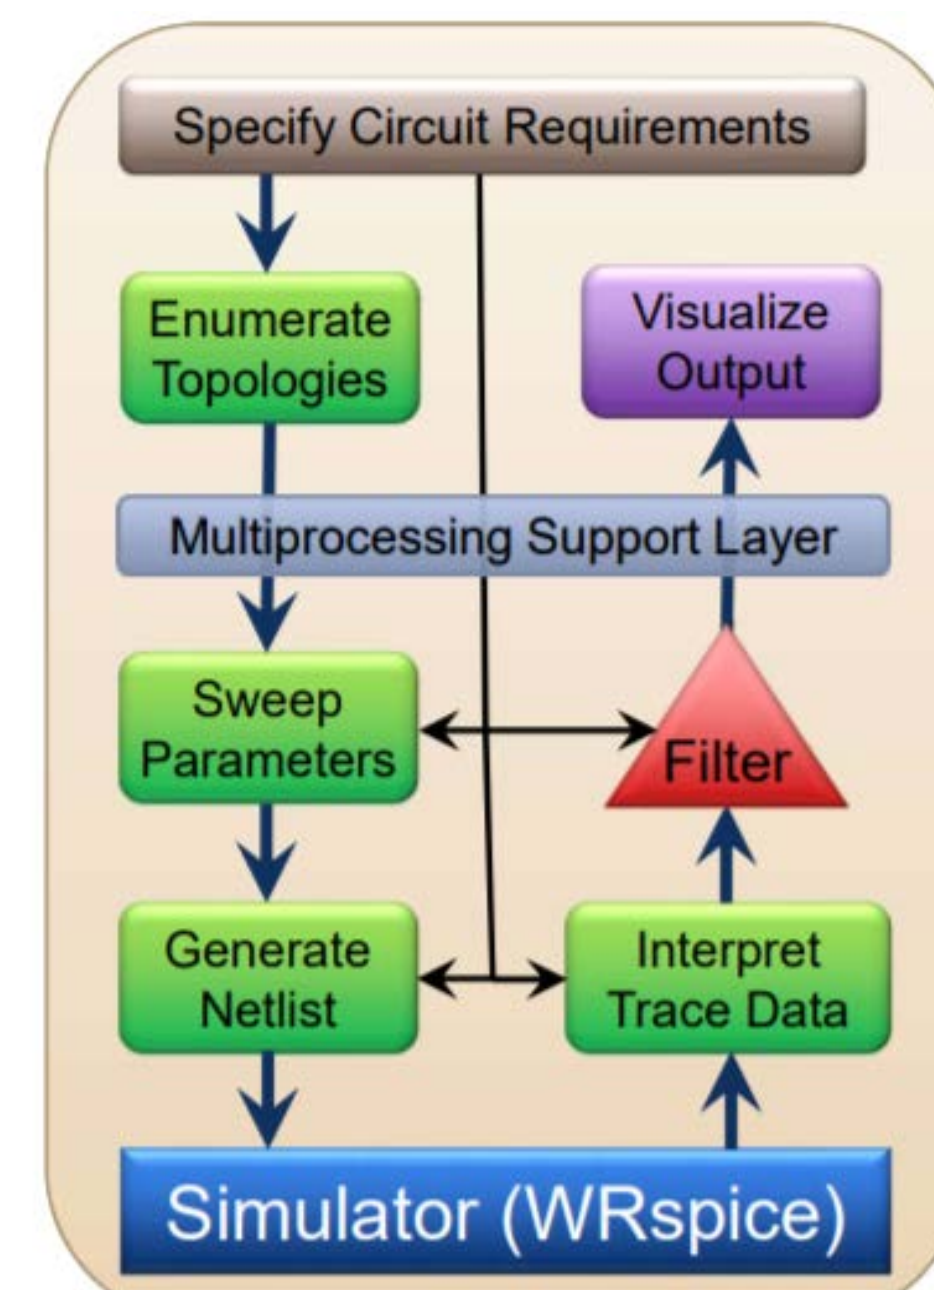 Specify Circuit Requirements
Enumerate
Topologies
Visualize
Output
Multiprocessing Support Layer
Sweep
Parameters
Filter
Generate
Netlist
Interpret
Trace Data
Simulator (WRspice)